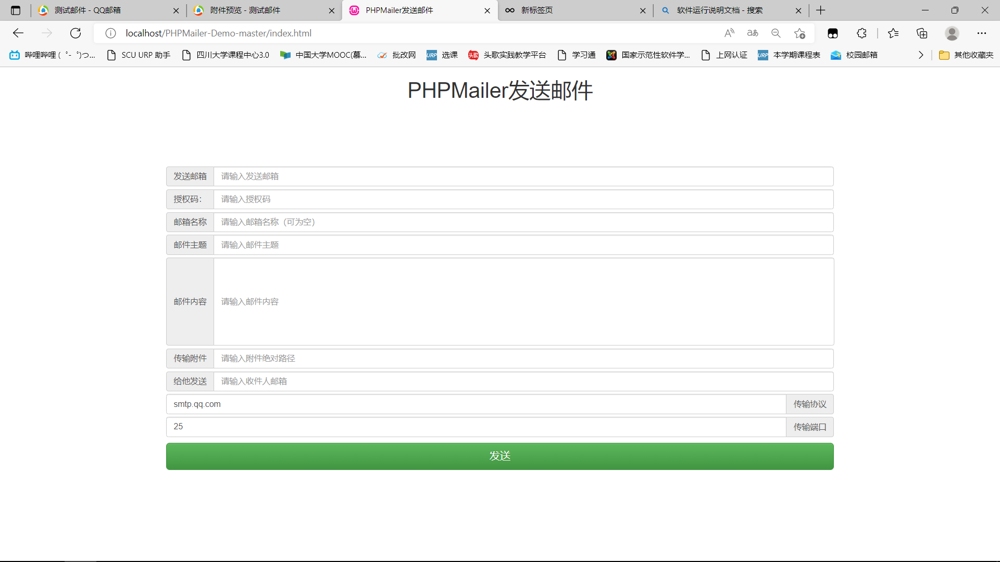 测试邮件 - QQ邮箱
附件预览 - 测试邮件
PHPMailer发送邮件
新标签页
软件运行说明文档 - 搜索
localhost/PHPMailer-Demo-master/index.html
哔哩哔哩 ( ゜- ゜)つ...
SCU URP 助手
四川大学课程中心3.0
中国大学MOOC(慕...
批改网
URP 选课
头歌 头歌实践教学平台
学习通
国家示范性软件学...
上网认证
URP 本学期课程表
校园邮箱
其他收藏夹
PHPMailer发送邮件
发送邮箱 请输入发送邮箱
授权码: 请输入授权码
邮箱名称 请输入邮箱名称（可为空）
邮件主题 请输入邮件主题
邮件内容 请输入邮件内容
传输附件 请输入附件绝对路径
给他发送 请输入收件人邮箱
smtp.qq.com 传输协议
25 传输端口
发送